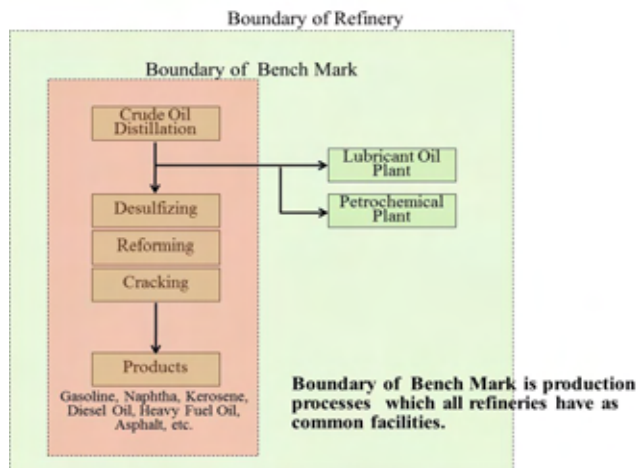 Boundary of Refinery
Boundary of Bench Mark
Crude Oil
Distillation
Lubricant Oil
Plant
Petrochemical
Plant
Desulfizing
Reforming
Cracking
Products
Gasoline, Naphtha, Kerosene,
Diesel Oil, Heavy Fuel Oil,
Asphalt, etc.
Boundary of Bench Mark is production
processes which all refineries have as
common facilities.